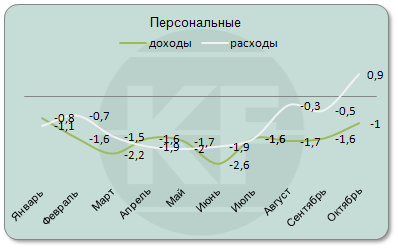 Персональные
доходы расходы
0,9
-0,8 -0,7 -0,3 -0,5
-1,1 -1,6 -1,5 -1,6 -1,7 -1,9 -1,6 -1,7 -1,6 -1
-2,2 -1,9 -2 -2,6
Январь Февраль Март Апрель Май Июнь Июль Август Сентябрь Октябрь
KF